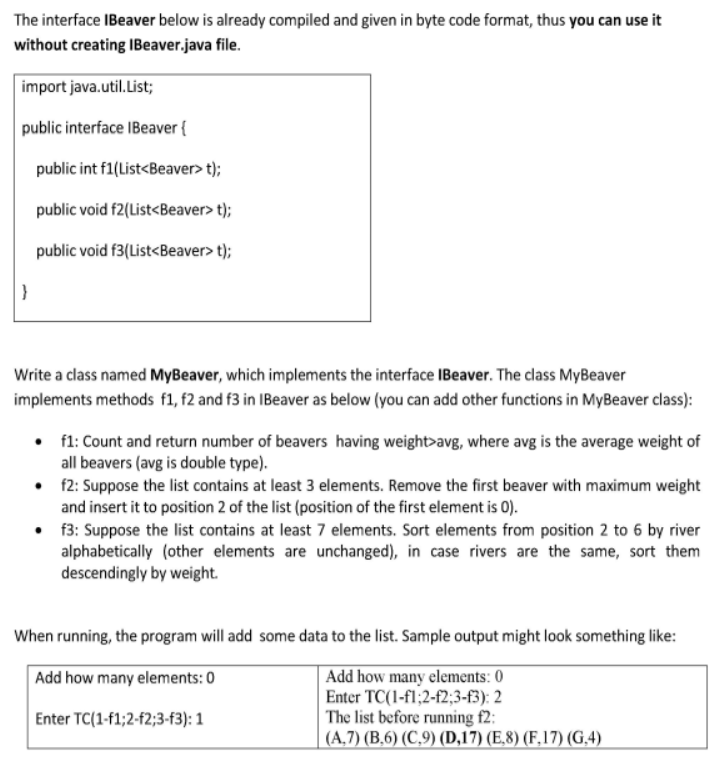 The interface IBeaver below is already compiled and given in byte code format, thus you can use it
without creating IBeaver.java file.
import java.util.List;
public interface IBeaver {
public int f1(List<Beaver> t);
public void f2(List<Beaver> t);
public void f3(List<Beaver> t);
}
Write a class named MyBeaver, which implements the interface IBeaver. The class MyBeaver
implements methods f1, f2 and f3 in IBeaver as below (you can add other functions in MyBeaver class):
• f1: Count and return number of beavers having weight>avg, where avg is the average weight of
all beavers (avg is double type).
• f2: Suppose the list contains at least 3 elements. Remove the first beaver with maximum weight
and insert it to position 2 of the list (position of the first element is 0).
• f3: Suppose the list contains at least 7 elements. Sort elements from position 2 to 6 by river
alphabetically (other elements are unchanged), in case rivers are the same, sort them
descendingly by weight.
When running, the program will add some data to the list. Sample output might look something like:
Add how many elements: 0
Enter TC(1-f1;2-f2;3-f3): 1
Add how many elements: 0
Enter TC(1-f1;2-f2;3-f3): 2
The list before running f2:
(A,7) (B,6) (C,9) (D,17) (E,8) (F,17) (G,4)